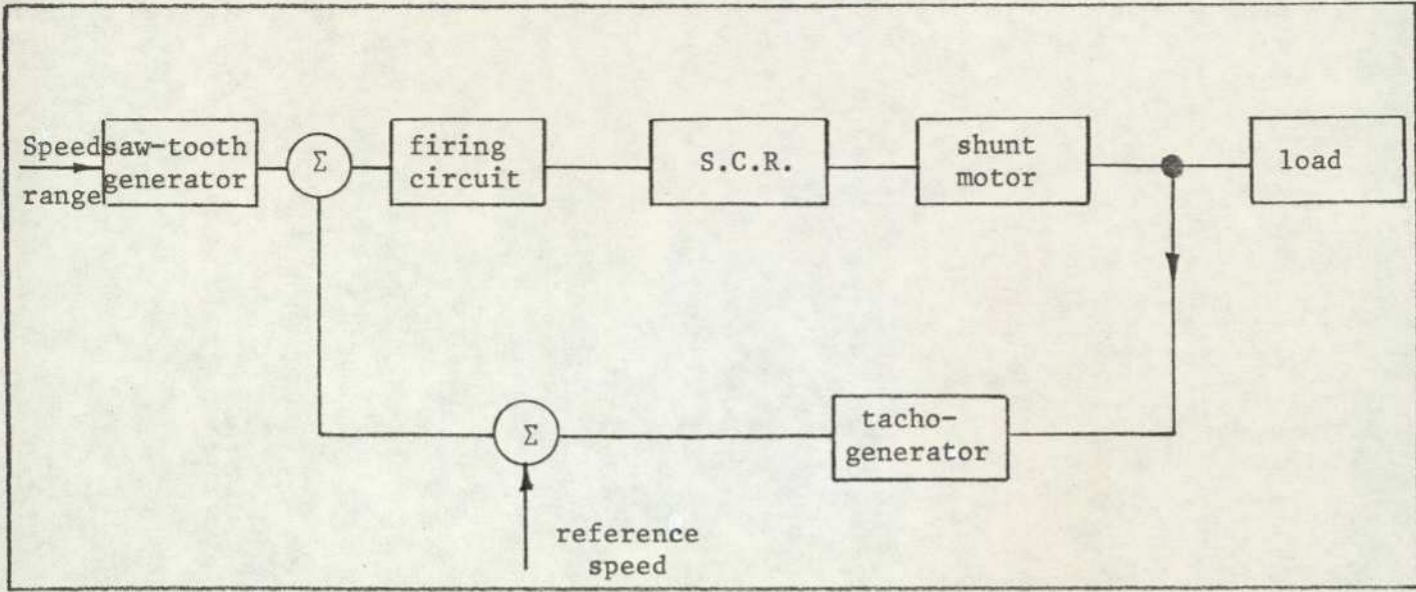 Speed
range
saw-tooth
generator
Σ
firing
circuit
S.C.R.
shunt
motor
load
Σ
tacho-
generator
reference
speed